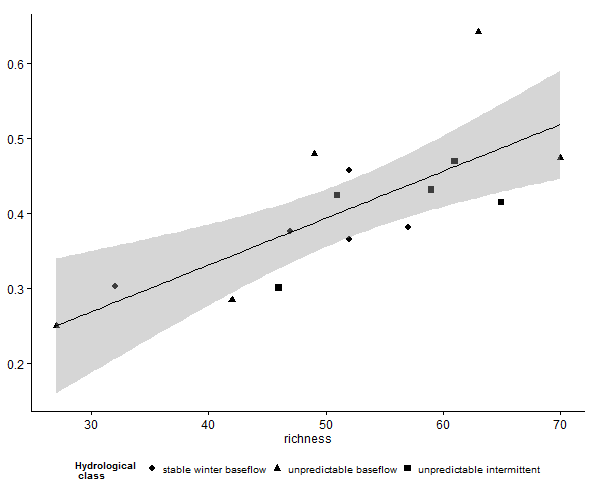 0.6
0.5
0.4
0.3
0.2
30 40 50 60 70
richness
Hydrological class stable winter baseflow unpredictable baseflow unpredictable intermittent